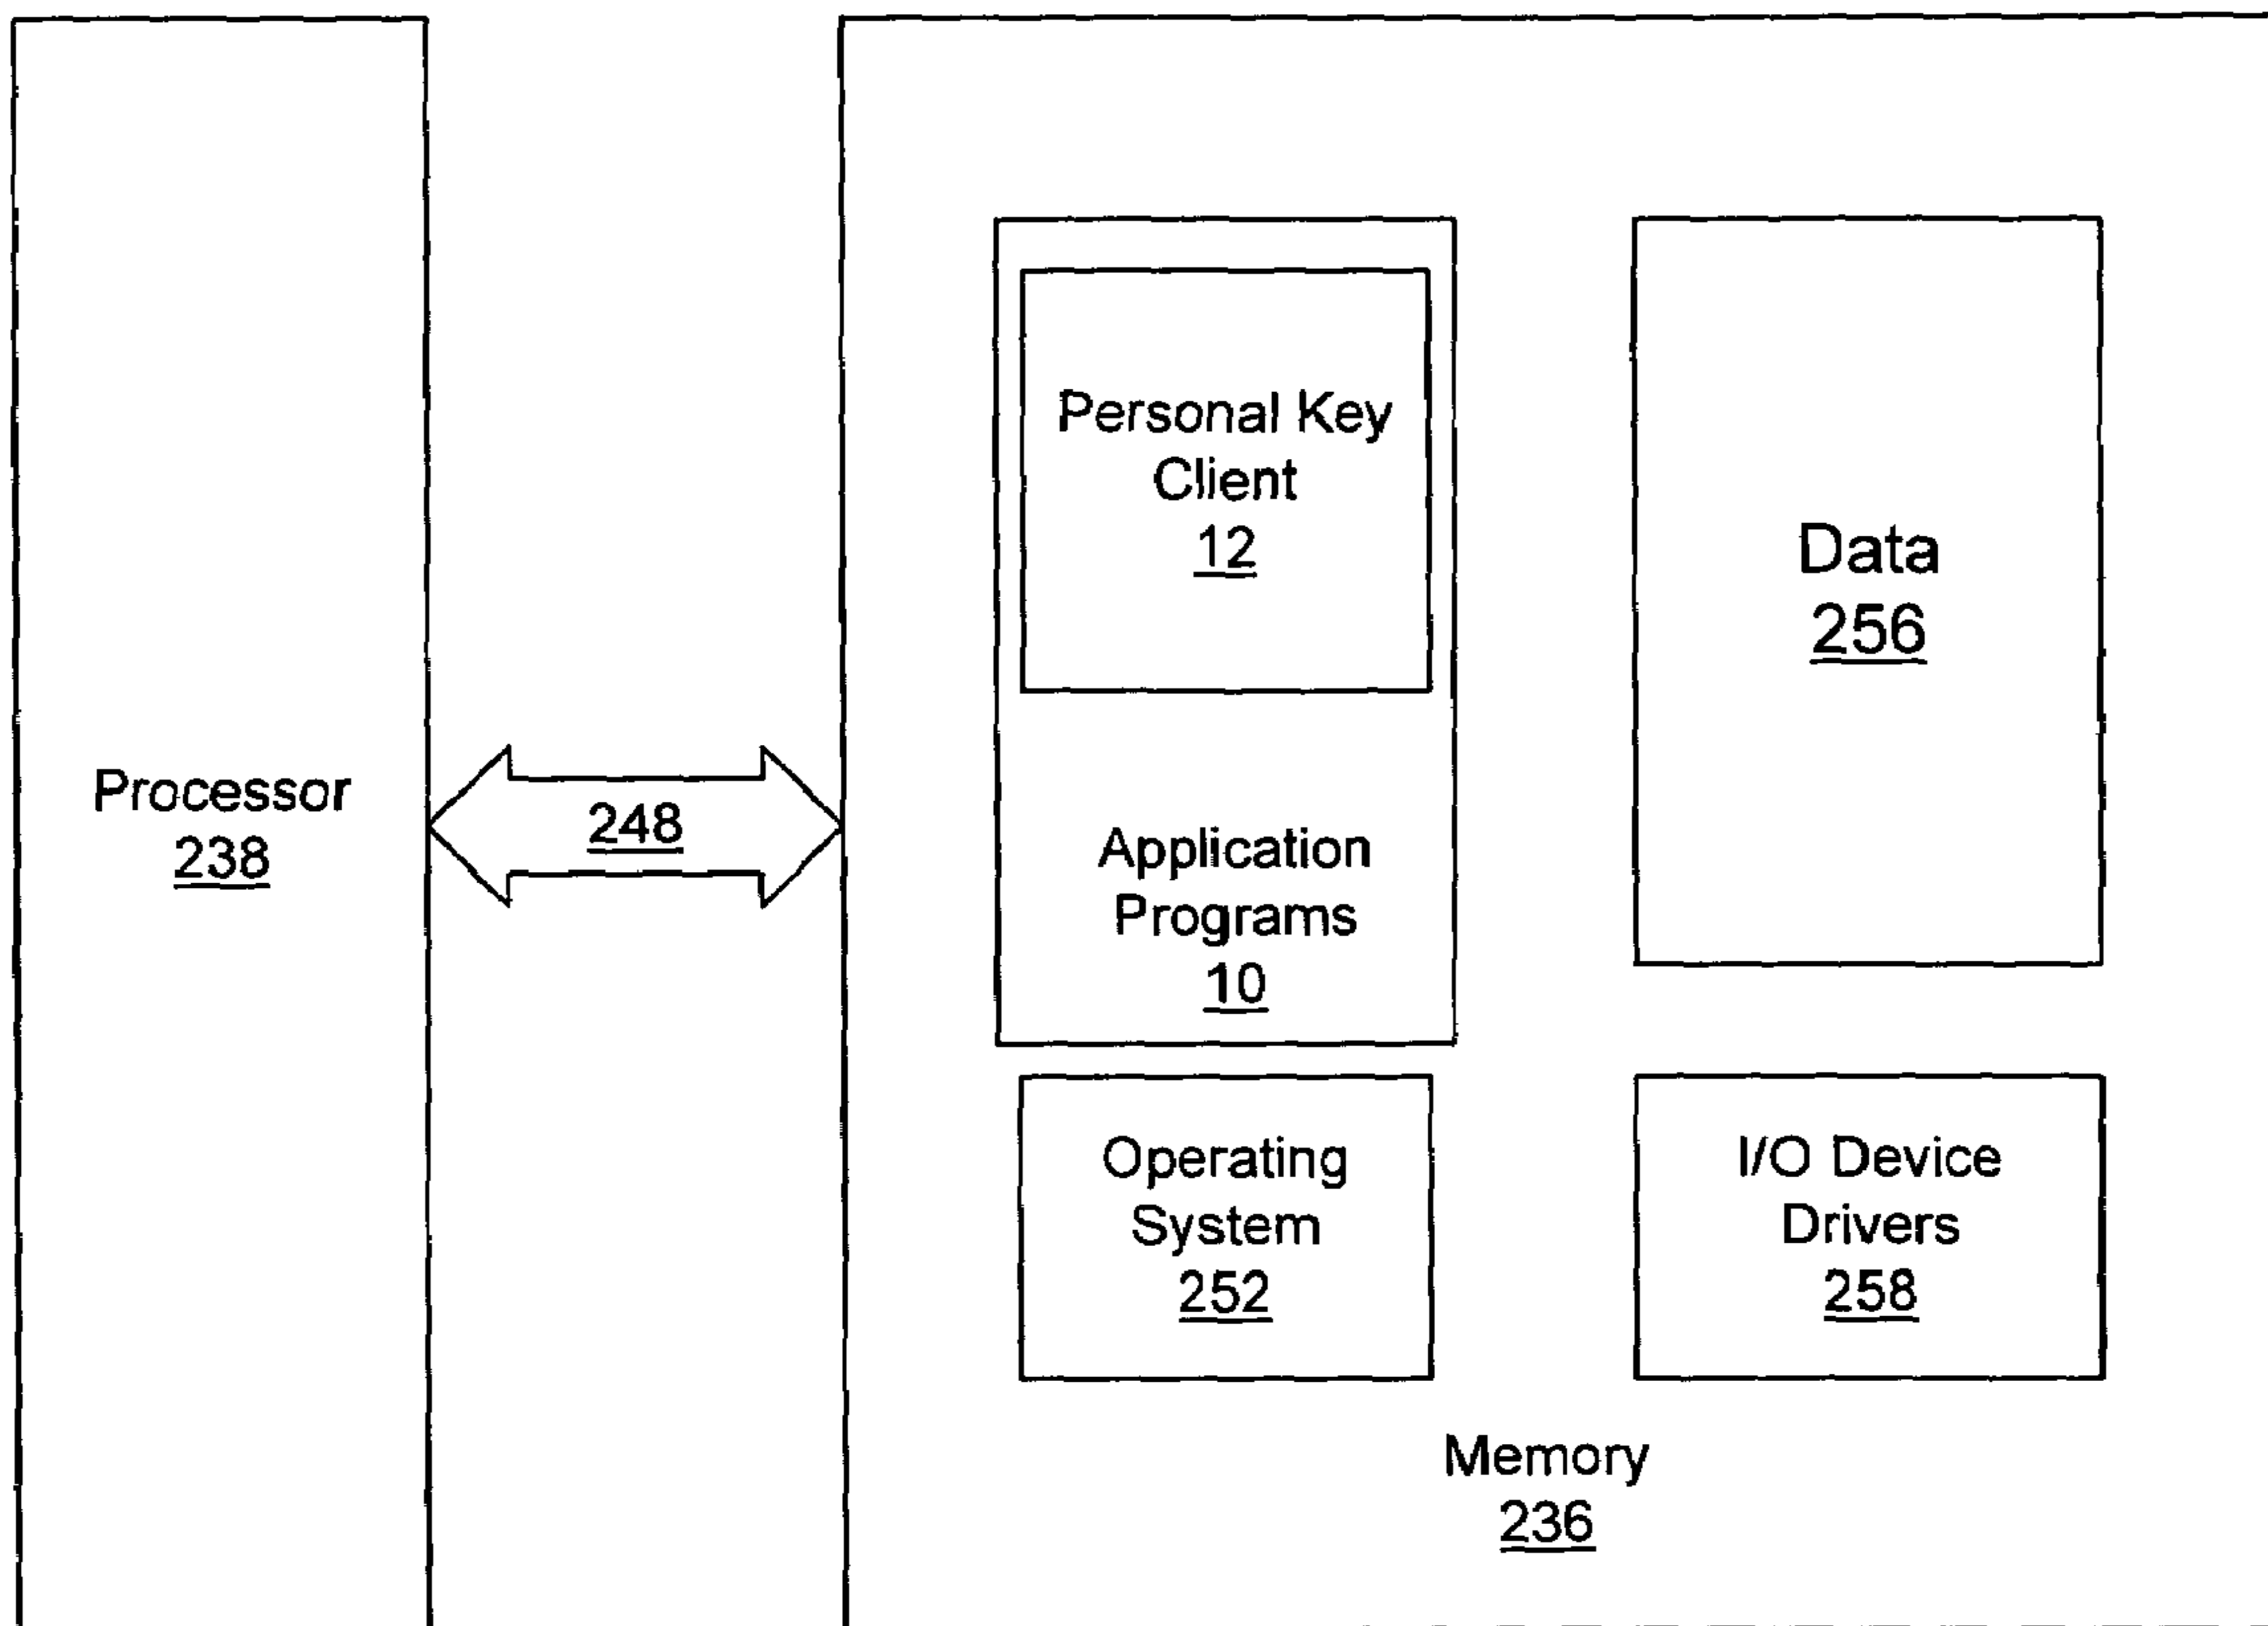 Processor
238
248
Personal Key
Client
12
Application
Programs
10
Data
256
Operating
System
252
I/O Device
Drivers
258
Memory
236